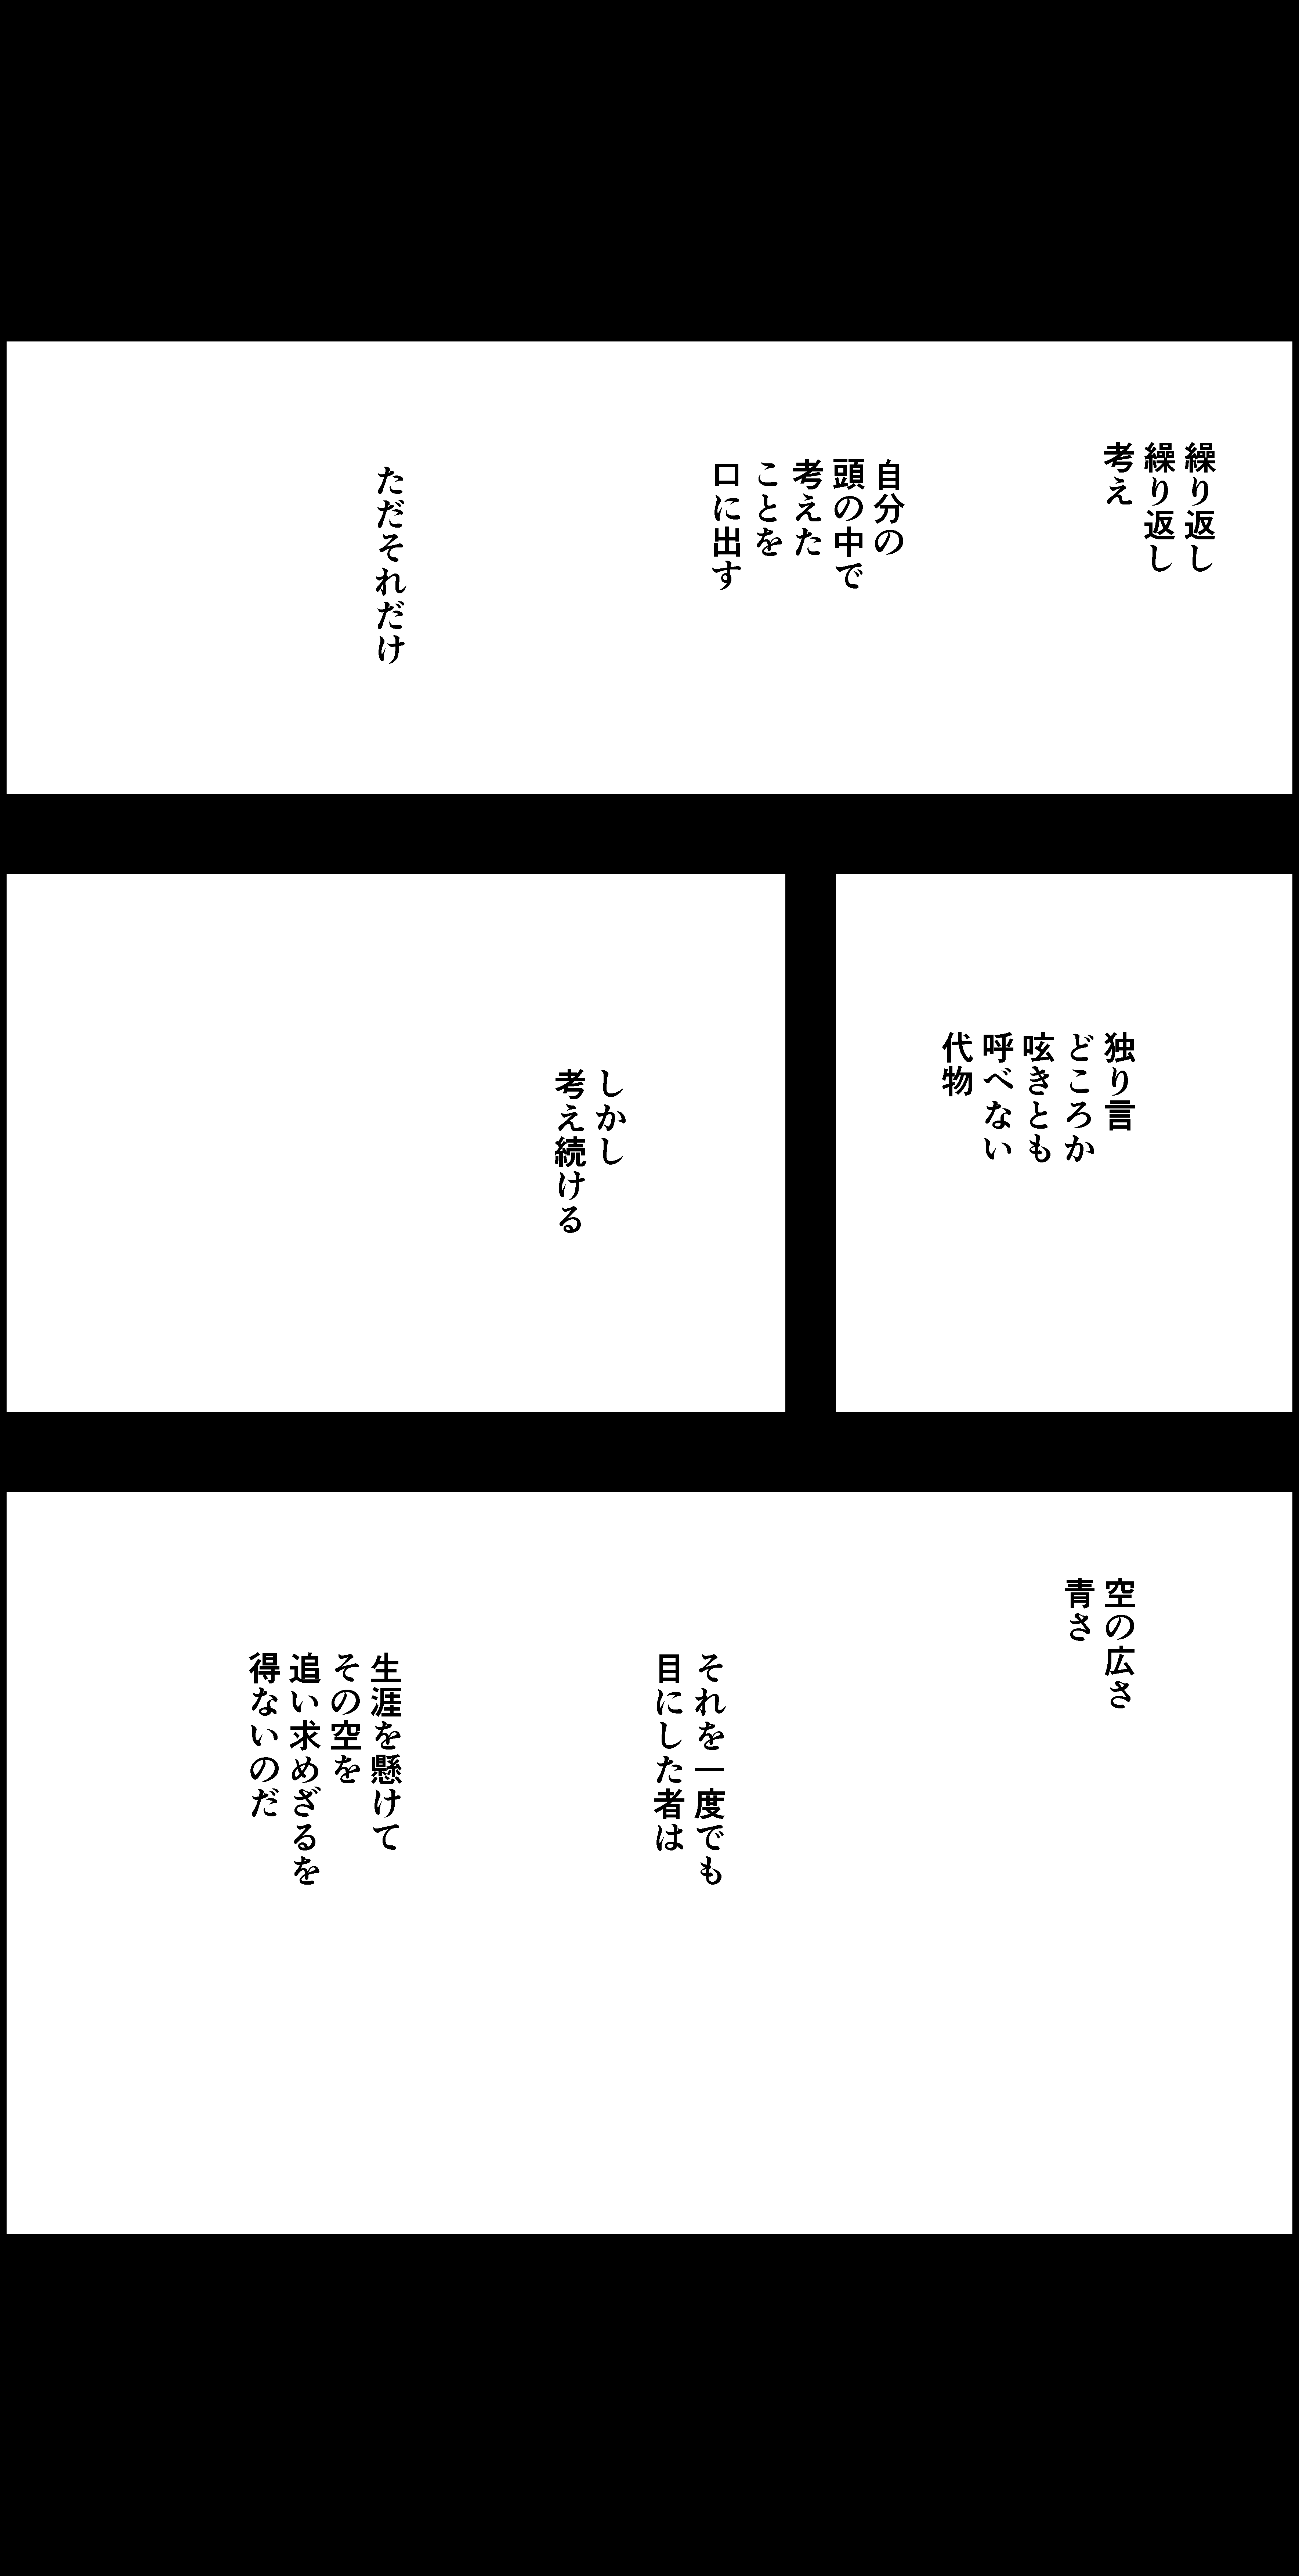 繰り返し
繰り返し
考え
自分の
頭の中で
考えた
ことを
口に出す
ただそれだけ
独り言
どころか
呟きとも
呼べない
代物
しかし
考え続ける
空の広さ
青さ
それを一度でも
目にした者は
生涯を懸けて
その空を
追い求めざるを
得ないのだ